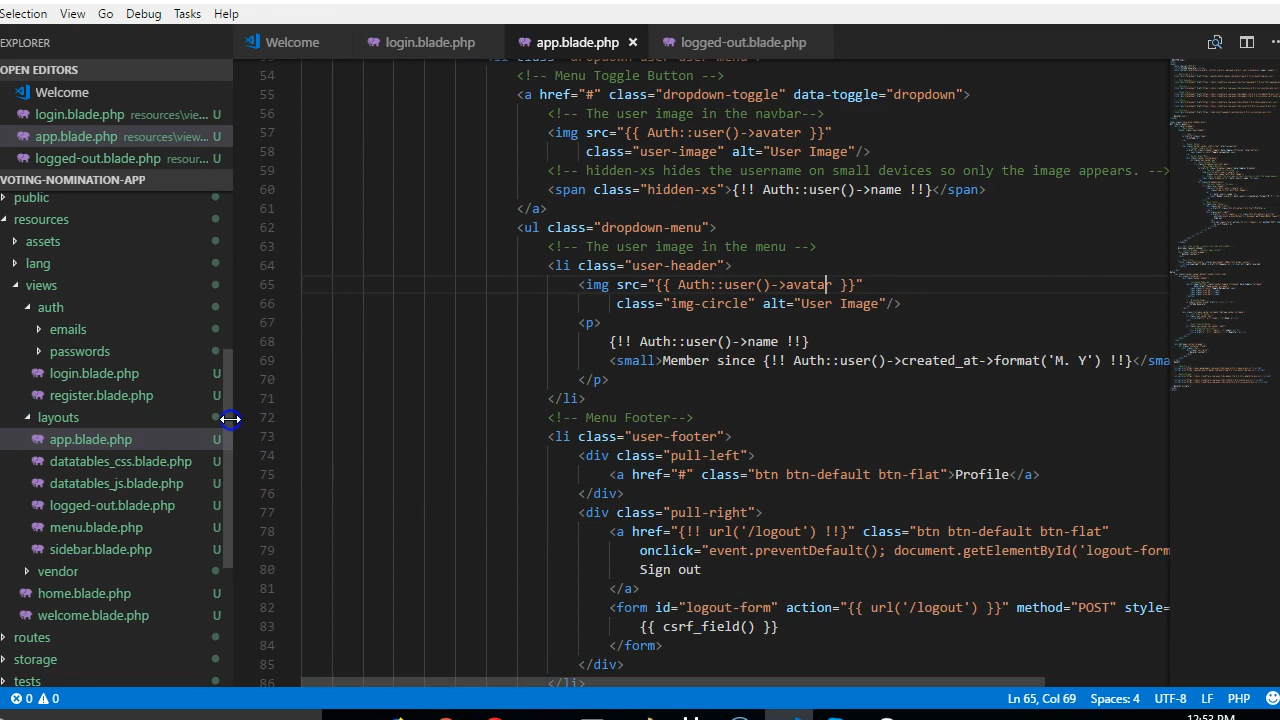 Selection View Go Debug Tasks Help
EXPLORER
OPEN EDITORS
Welcome
login.blade.php resources\vie... U
app.blade.php resources\view... U
logged-out.blade.php resour... U
VOTING-NOMINATION-APP
public
resources
assets
lang
views
auth
emails
passwords
login.blade.php U
register.blade.php U
layouts
app.blade.php U
datatables_css.blade.php U
datatables_js.blade.php U
logged-out.blade.php U
menu.blade.php U
sidebar.blade.php U
vendor
home.blade.php U
welcome.blade.php U
routes
storage
tests
Welcome login.blade.php app.blade.php × logged-out.blade.php
54 <!-- Menu Toggle Button -->
55 <a href="#" class="dropdown-toggle" data-toggle="dropdown">
56 <!-- The user image in the navbar-->
57 <img src="{{ Auth::user()->avater }}"
58 class="user-image" alt="User Image"/>
59 <!-- hidden-xs hides the username on small devices so only the image appears. -->
60 <span class="hidden-xs">{!! Auth::user()->name !!}</span>
61 </a>
62 <ul class="dropdown-menu">
63 <!-- The user image in the menu -->
64 <li class="user-header">
65 <img src="{{ Auth::user()->avatar }}"
66 class="img-circle" alt="User Image"/>
67 <p>
68 {!! Auth::user()->name !!}
69 <small>Member since {!! Auth::user()->created_at->format('M. Y') !!}</sma
70 </p>
71 </li>
72 <!-- Menu Footer-->
73 <li class="user-footer">
74 <div class="pull-left">
75 <a href="#" class="btn btn-default btn-flat">Profile</a>
76 </div>
77 <div class="pull-right">
78 <a href="{!! url('/logout') !!}" class="btn btn-default btn-flat"
79 onclick="event.preventDefault(); document.getElementById('logout-form
80 Sign out
81 </a>
82 <form id="logout-form" action="{{ url('/logout') }}" method="POST" style=
83 {{ csrf_field() }}
84 </form>
85 </div>
86 </li>
0 0 Ln 65, Col 69 Spaces: 4 UTF-8 LF PHP
12:53 PM